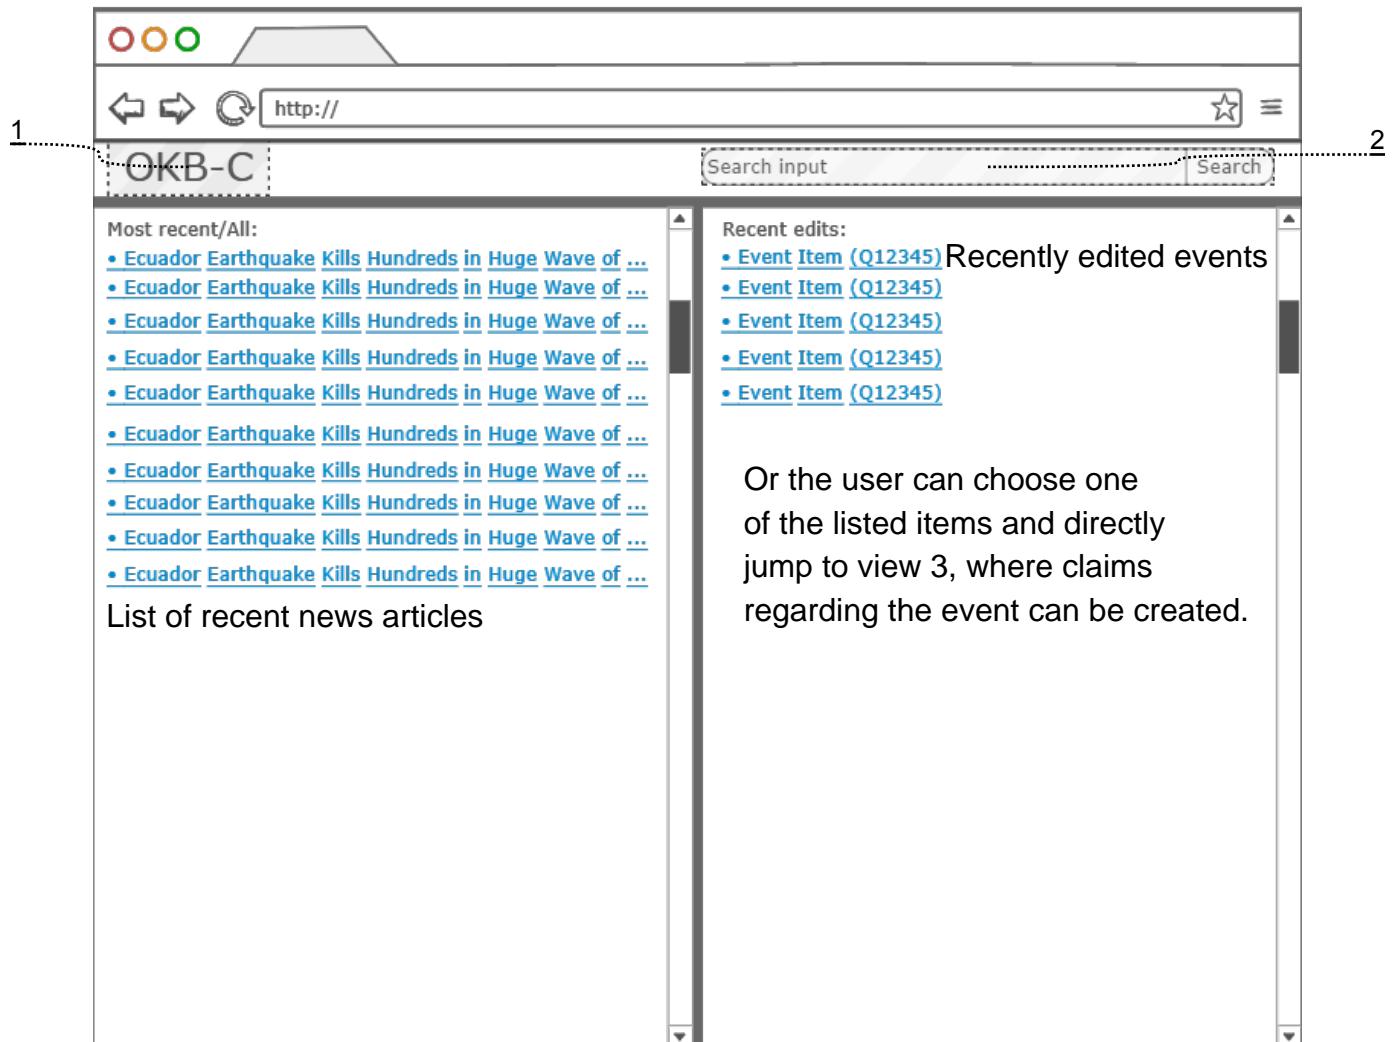 http://
1
2
OKB-C
Search input Search
Most recent/All:
• Ecuador Earthquake Kills Hundreds in Huge Wave of ...
• Ecuador Earthquake Kills Hundreds in Huge Wave of ...
• Ecuador Earthquake Kills Hundreds in Huge Wave of ...
• Ecuador Earthquake Kills Hundreds in Huge Wave of ...
• Ecuador Earthquake Kills Hundreds in Huge Wave of ...
• Ecuador Earthquake Kills Hundreds in Huge Wave of ...
• Ecuador Earthquake Kills Hundreds in Huge Wave of ...
• Ecuador Earthquake Kills Hundreds in Huge Wave of ...
• Ecuador Earthquake Kills Hundreds in Huge Wave of ...
• Ecuador Earthquake Kills Hundreds in Huge Wave of ...
List of recent news articles
Recent edits:
• Event Item (Q12345) Recently edited events
• Event Item (Q12345)
• Event Item (Q12345)
• Event Item (Q12345)
• Event Item (Q12345)
Or the user can choose one
of the listed items and directly
jump to view 3, where claims
regarding the event can be created.